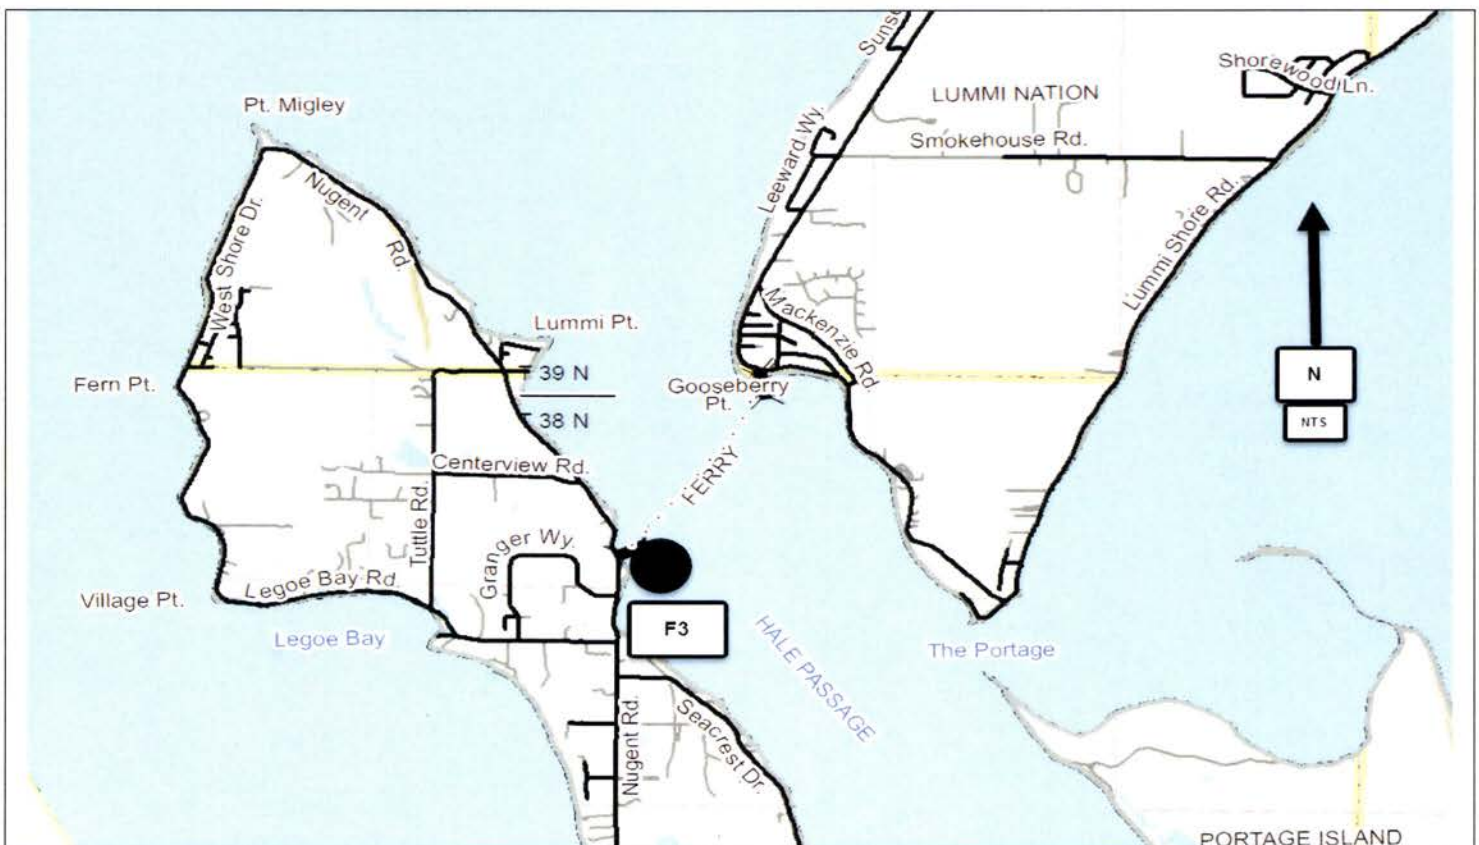 Sunse
Shorewood Ln.
Pt. Migley
LUMMI NATION
Leeward Wy.
Smokehouse Rd.
Nugent
Rd.
West Shore Dr.
Lummi Shore Rd.
Mackenzie Rd.
Lummi Pt.
39 N
Fern Pt.
Gooseberry
Pt.
N
NTS
38 N
Centerview Rd.
FERRY
Tuttle Rd.
Granger Wy.
Legoe Bay Rd.
Village Pt.
F3
Legoe Bay
HALE PASSAGE
The Portage
Nugent Rd.
Seacrest Dr.
PORTAGE ISLAND